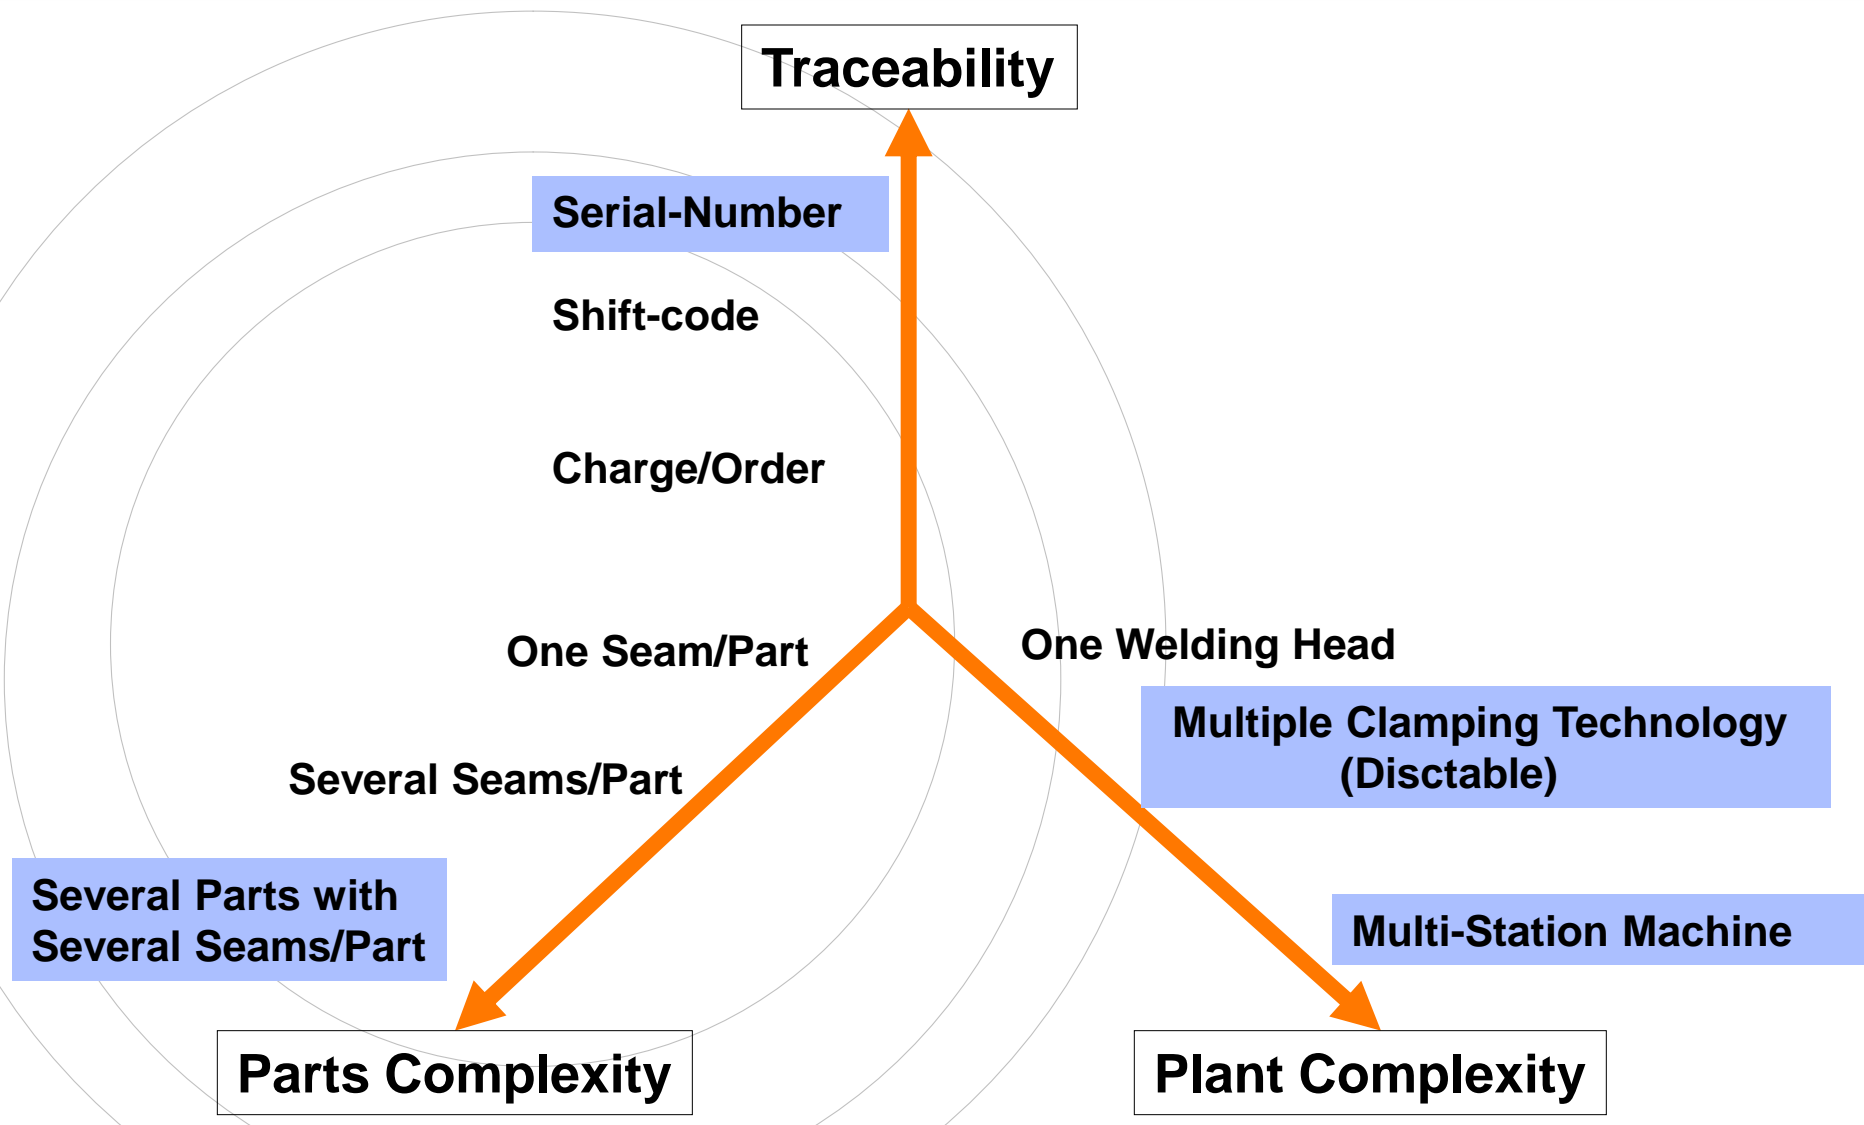 Traceability
Serial-Number
Shift-code
Charge/Order
One Seam/Part
One Welding Head
Multiple Clamping Technology
(Disctable)
Several Seams/Part
Several Parts with
Several Seams/Part
Multi-Station Machine
Parts Complexity
Plant Complexity